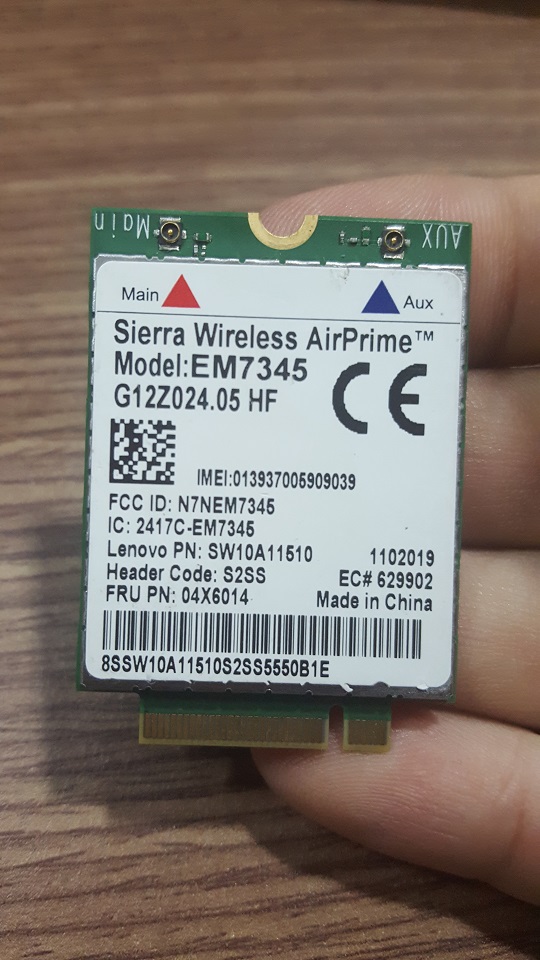 Main AUX
Main Aux
Sierra Wireless AirPrime™
Model:EM7345
G12Z024.05 HF
CE
IMEI:013937005909039
FCC ID: N7NEM7345
IC: 2417C-EM7345
Lenovo PN: SW10A11510 1102019
Header Code: S2SS EC# 629902
FRU PN: 04X6014 Made in China
8SSW10A11510S2SS5550B1E